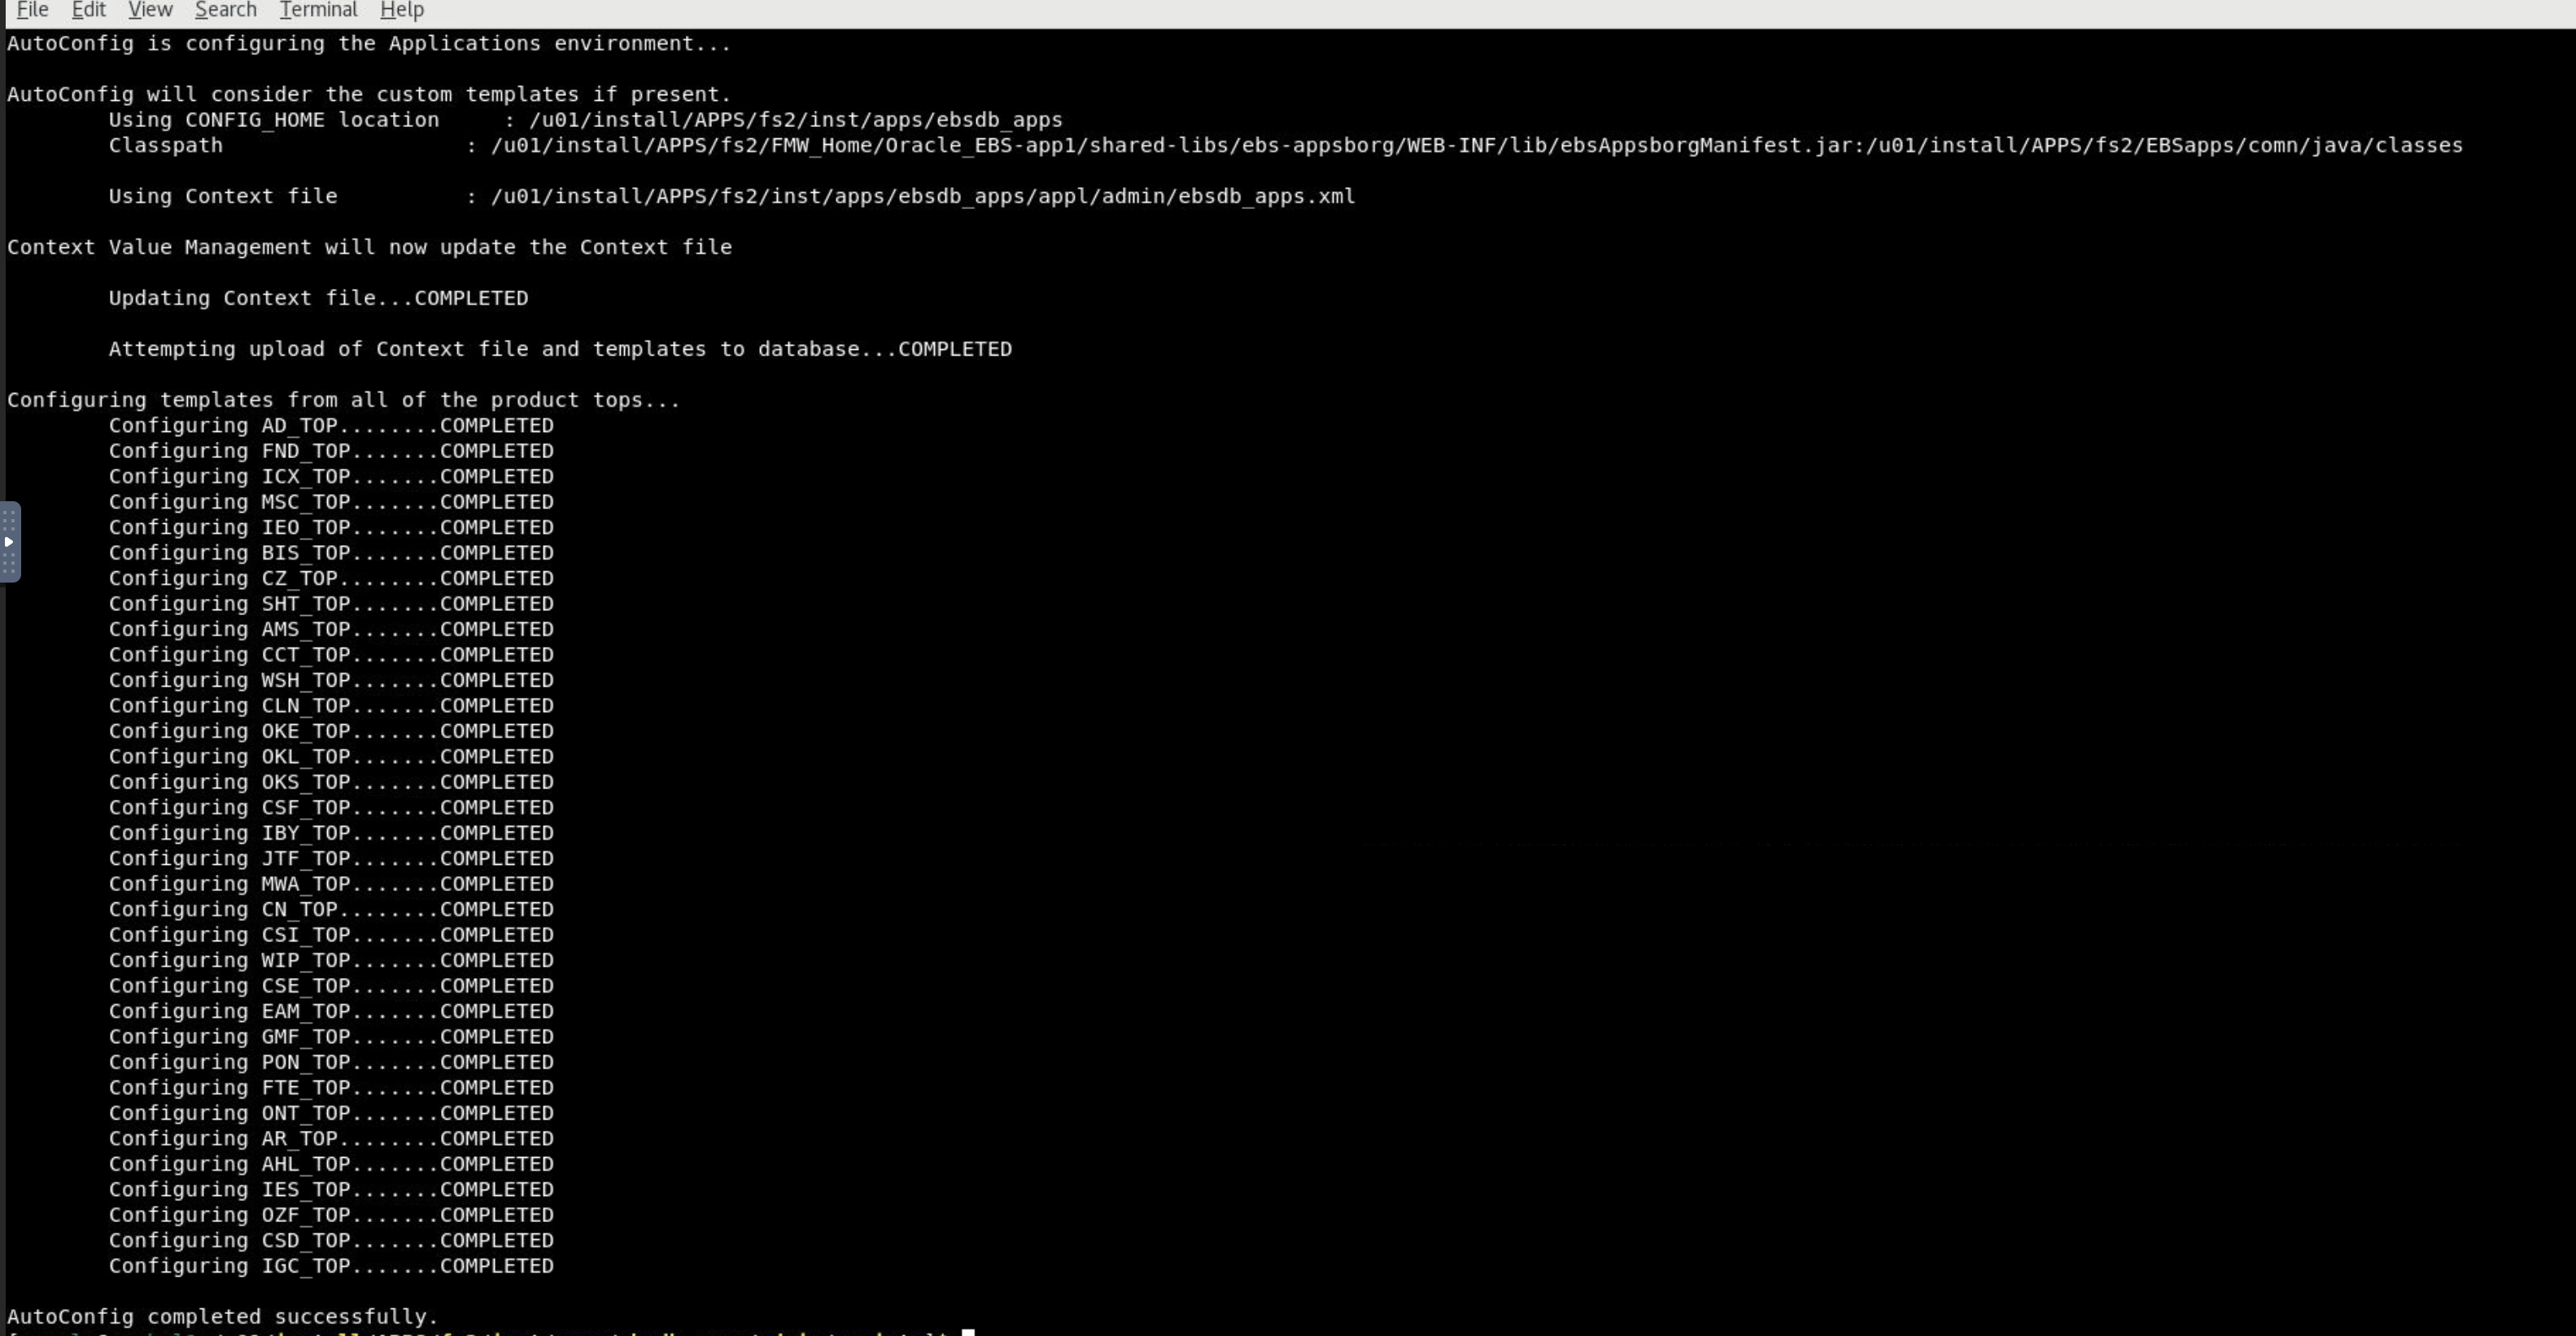 File Edit View Search Terminal Help
AutoConfig is configuring the Applications environment...
AutoConfig will consider the custom templates if present.
Using CONFIG_HOME location : /u01/install/APPS/fs2/inst/apps/ebsdb_apps
Classpath : /u01/install/APPS/fs2/FMW_Home/Oracle_EBS-app1/shared-libs/ebs-appsborg/WEB-INF/lib/ebsAppsborgManifest.jar:/u01/install/APPS/fs2/EBSapps/comn/java/classes
Using Context file : /u01/install/APPS/fs2/inst/apps/ebsdb_apps/appl/admin/ebsdb_apps.xml
Context Value Management will now update the Context file
Updating Context file...COMPLETED
Attempting upload of Context file and templates to database...COMPLETED
Configuring templates from all of the product tops...
Configuring AD_TOP........COMPLETED
Configuring FND_TOP.......COMPLETED
Configuring ICX_TOP.......COMPLETED
Configuring MSC_TOP.......COMPLETED
Configuring IEO_TOP.......COMPLETED
Configuring BIS_TOP.......COMPLETED
Configuring CZ_TOP........COMPLETED
Configuring SHT_TOP.......COMPLETED
Configuring AMS_TOP.......COMPLETED
Configuring CCT_TOP.......COMPLETED
Configuring WSH_TOP.......COMPLETED
Configuring CLN_TOP.......COMPLETED
Configuring OKE_TOP.......COMPLETED
Configuring OKL_TOP.......COMPLETED
Configuring OKS_TOP.......COMPLETED
Configuring CSF_TOP.......COMPLETED
Configuring IBY_TOP.......COMPLETED
Configuring JTF_TOP.......COMPLETED
Configuring MWA_TOP.......COMPLETED
Configuring CN_TOP........COMPLETED
Configuring CSI_TOP.......COMPLETED
Configuring WIP_TOP.......COMPLETED
Configuring CSE_TOP.......COMPLETED
Configuring EAM_TOP.......COMPLETED
Configuring GMF_TOP.......COMPLETED
Configuring PON_TOP.......COMPLETED
Configuring FTE_TOP.......COMPLETED
Configuring ONT_TOP.......COMPLETED
Configuring AR_TOP........COMPLETED
Configuring AHL_TOP.......COMPLETED
Configuring IES_TOP.......COMPLETED
Configuring OZF_TOP.......COMPLETED
Configuring CSD_TOP.......COMPLETED
Configuring IGC_TOP.......COMPLETED
AutoConfig completed successfully.